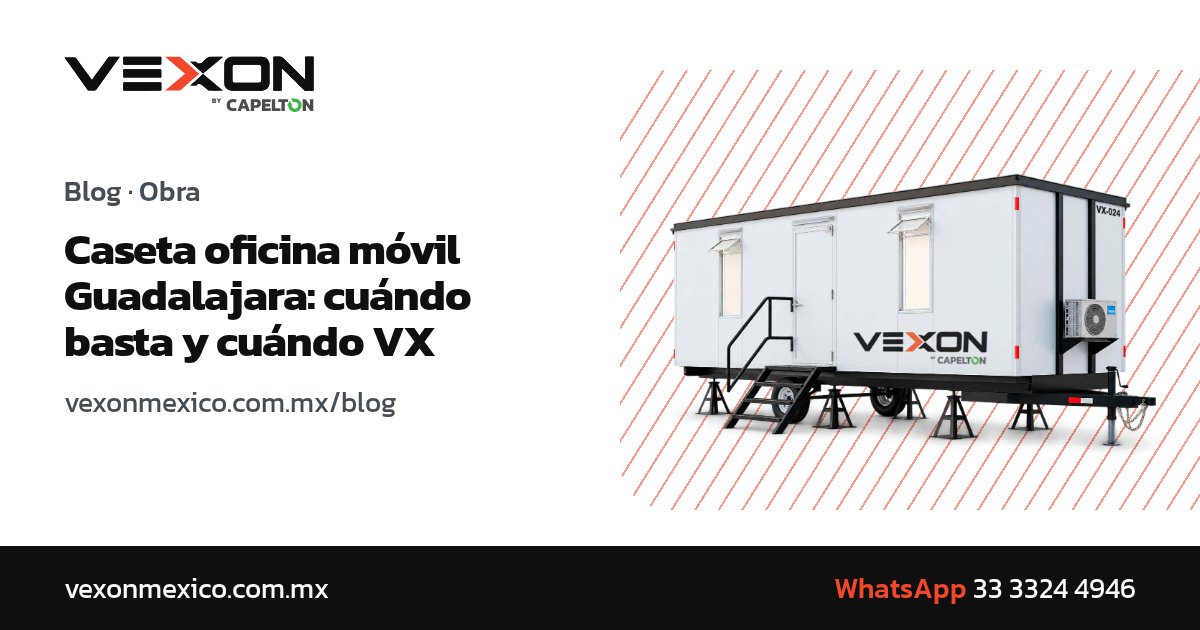 VEXON
BY CAPELTON
Blog · Obra
Caseta oficina móvil
Guadalajara: cuándo
basta y cuándo VX
vexonmexico.com.mx/blog
VX-024
VEXON
BY CAPELTON
vexonmexico.com.mx
WhatsApp 33 3324 4946